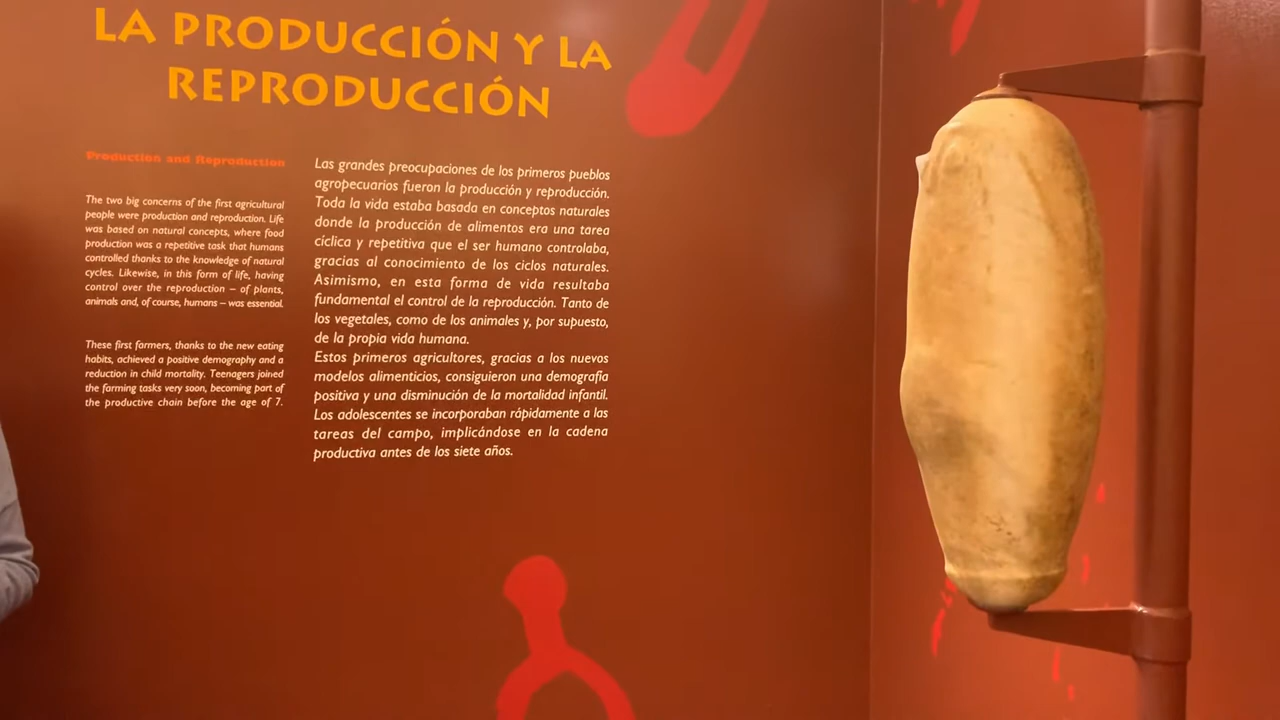 LA PRODUCCIÓN Y LA
REPRODUCCIÓN
Production and Reproduction
The two big concerns of the first agricultural
people were production and reproduction. Life
was based on natural concepts, where food
production was a repetitive task that humans
controlled thanks to the knowledge of natural
cycles. Likewise, in this form of life, having
control over the reproduction – of plants,
animals and, of course, humans – was essential.
These first farmers, thanks to the new eating
habits, achieved a positive demography and a
reduction in child mortality. Teenagers joined
the farming tasks very soon, becoming part of
the productive chain before the age of 7.
Las grandes preocupaciones de los primeros pueblos
agropecuarios fueron la producción y reproducción.
Toda la vida estaba basada en conceptos naturales
donde la producción de alimentos era una tarea
cíclica y repetitiva que el ser humano controlaba,
gracias al conocimiento de los ciclos naturales.
Asimismo, en esta forma de vida resultaba
fundamental el control de la reproducción. Tanto de
los vegetales, como de los animales y, por supuesto,
de la propia vida humana.
Estos primeros agricultores, gracias a los nuevos
modelos alimenticios, consiguieron una demografía
positiva y una disminución de la mortalidad infantil.
Los adolescentes se incorporaban rápidamente a las
tareas del campo, implicándose en la cadena
productiva antes de los siete años.